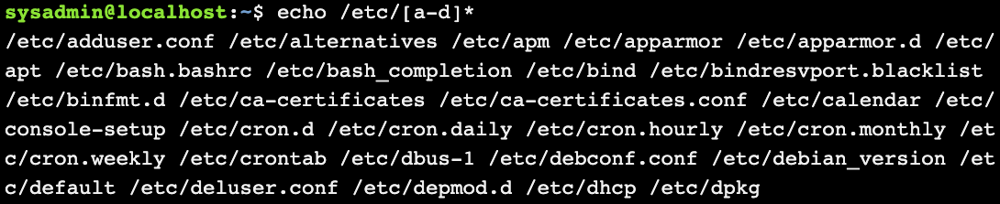 sysadmin@localhost:~$ echo /etc/[a-d]*
/etc/adduser.conf /etc/alternatives /etc/apm /etc/apparmor /etc/apparmor.d /etc/
apt /etc/bash.bashrc /etc/bash_completion /etc/bind /etc/bindresvport.blacklist
/etc/binfmt.d /etc/ca-certificates /etc/ca-certificates.conf /etc/calendar /etc/
console-setup /etc/cron.d /etc/cron.daily /etc/cron.hourly /etc/cron.monthly /et
c/cron.weekly /etc/crontab /etc/dbus-1 /etc/debconf.conf /etc/debian_version /et
c/default /etc/deluser.conf /etc/depmod.d /etc/dhcp /etc/dpkg